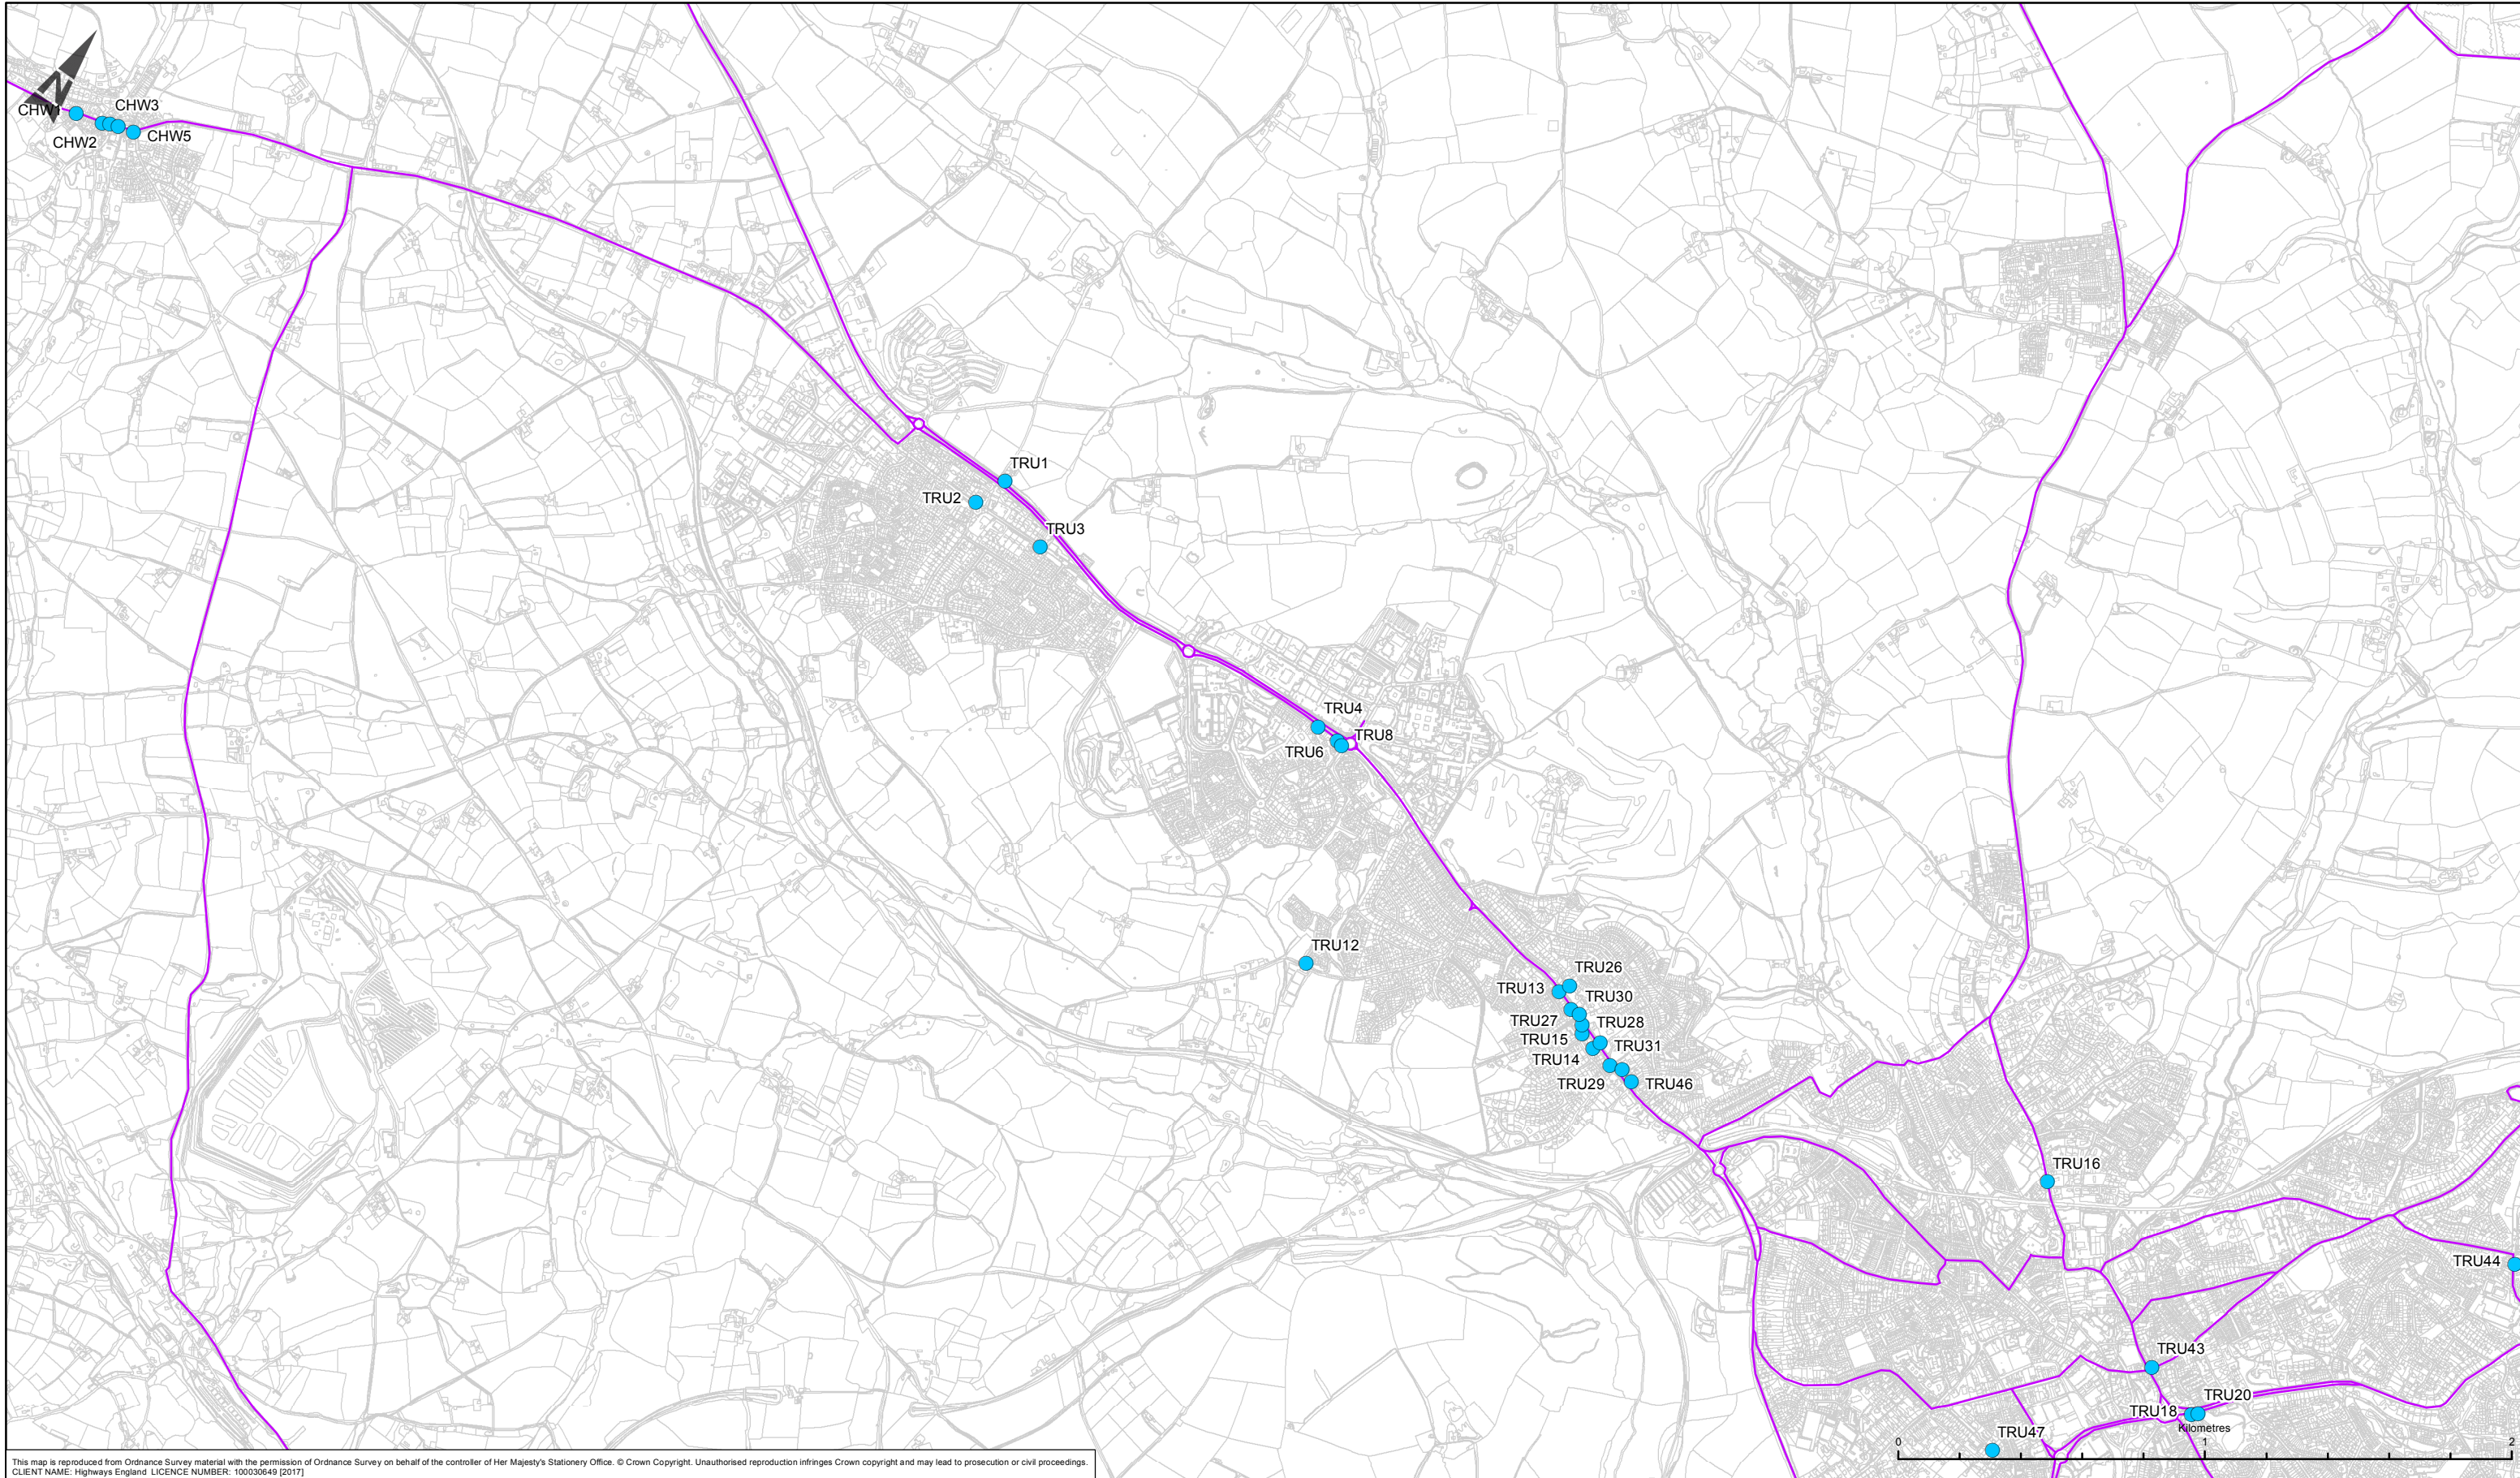 N
CHW1
CHW3
CHW2
CHW5
TRU1
TRU2
TRU3
TRU4
TRU8
TRU6
TRU12
TRU26
TRU13
TRU30
TRU27
TRU28
TRU15
TRU31
TRU14
TRU29
TRU46
TRU16
TRU44
TRU43
TRU20
TRU18
TRU47
Kilometres
0 1 2
This map is reproduced from Ordnance Survey material with the permission of Ordnance Survey on behalf of the controller of Her Majesty's Stationery Office. © Crown Copyright. Unauthorised reproduction infringes Crown copyright and may lead to prosecution or civil proceedings.
CLIENT NAME: Highways England LICENCE NUMBER: 100030649 [2017]